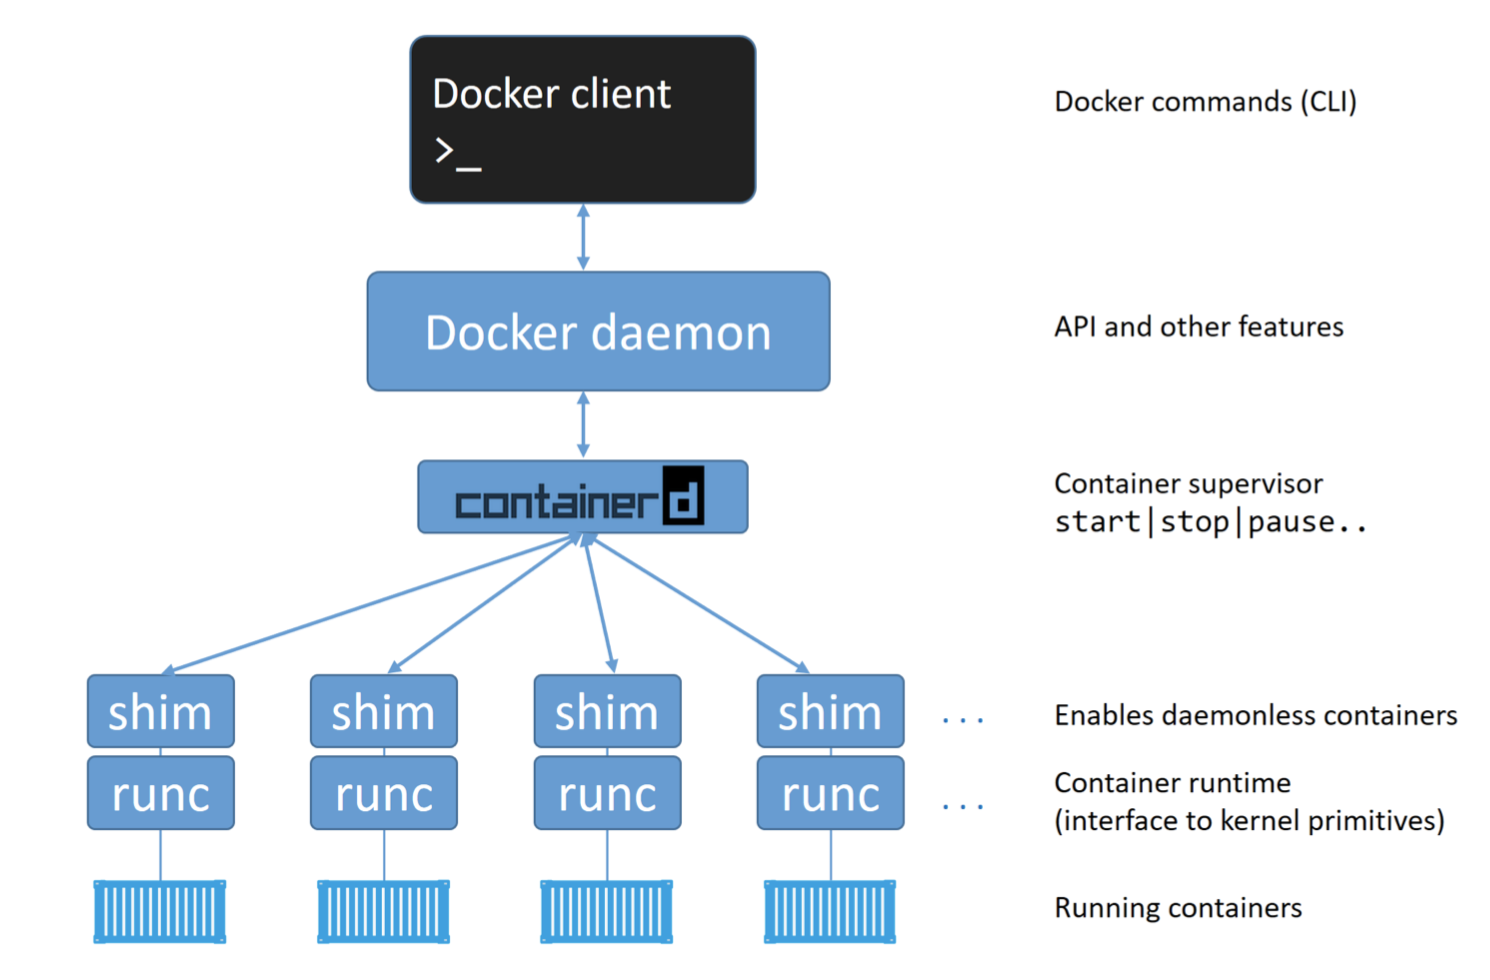 Docker client
>_
Docker commands (CLI)
Docker daemon
API and other features
containerd
Container supervisor
start|stop|pause..
shim
shim
shim
shim
...
Enables daemonless containers
runc
runc
runc
runc
...
Container runtime
(interface to kernel primitives)
Running containers